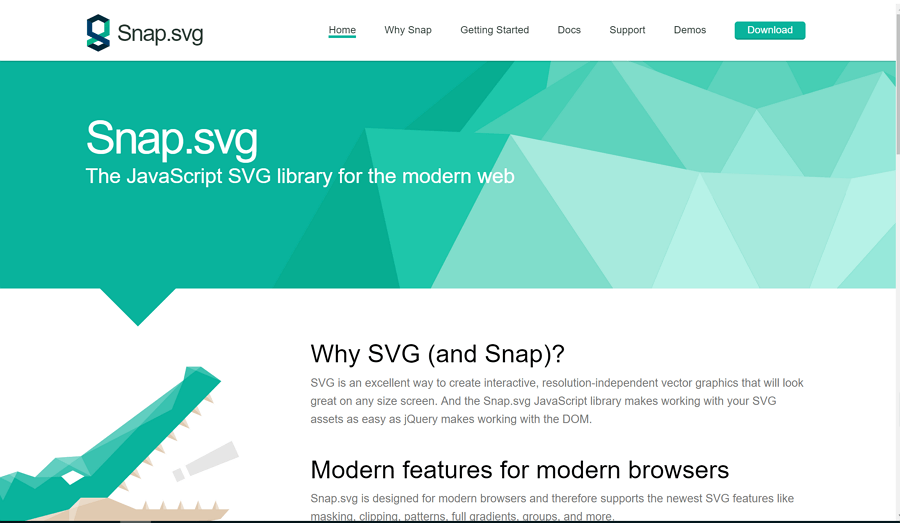 Snap.svg
Home Why Snap Getting Started Docs Support Demos Download
Snap.svg
The JavaScript SVG library for the modern web
Why SVG (and Snap)?
SVG is an excellent way to create interactive, resolution-independent vector graphics that will look
great on any size screen. And the Snap.svg JavaScript library makes working with your SVG
assets as easy as jQuery makes working with the DOM.
Modern features for modern browsers
Snap.svg is designed for modern browsers and therefore supports the newest SVG features like
masking, clipping, patterns, full gradients, groups, and more.